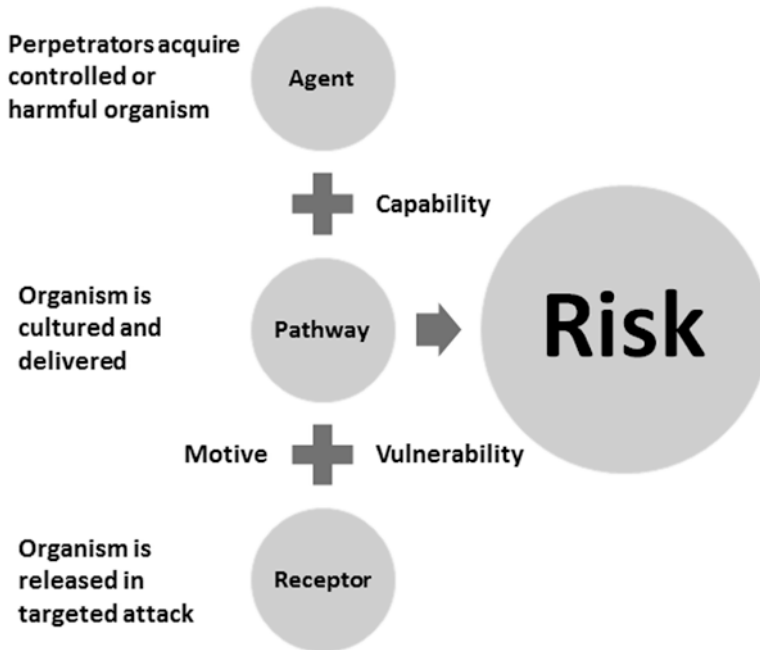 Perpetrators acquire
controlled or
harmful organism
Agent
Capability
Organism is
cultured and
delivered
Pathway
Risk
Motive
Vulnerability
Organism is
released in
targeted attack
Receptor